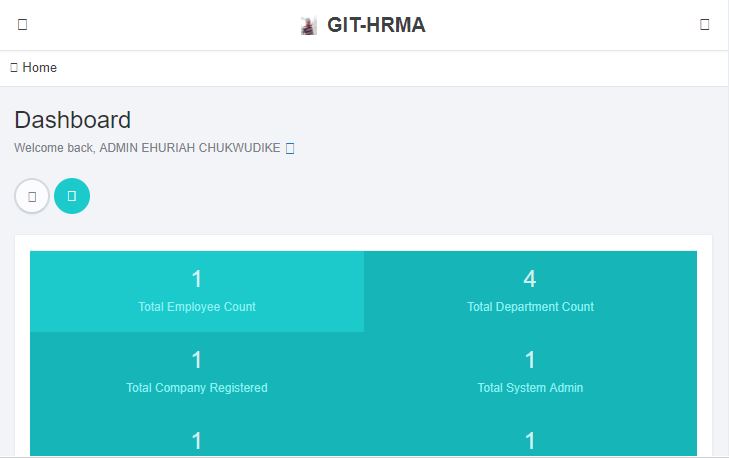 GIT-HRMA
Home
Dashboard
Welcome back, ADMIN EHURIAH CHUKWUDIKE
1
4
Total Employee Count
Total Department Count
1
1
Total Company Registered
Total System Admin
1
1